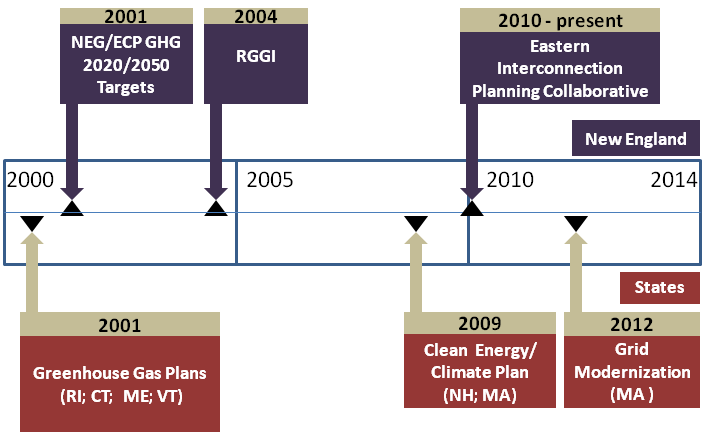 2001
NEG/ECP GHG
2020/2050
Targets
2004
RGGI
2010 - present
Eastern
Interconnection
Planning Collaborative
New England
2000
2005
2010
2014
States
2001
Greenhouse Gas Plans
(RI; CT;  ME; VT)
2009
Clean  Energy/
Climate Plan
(NH; MA)
2012
Grid
Modernization
(MA )